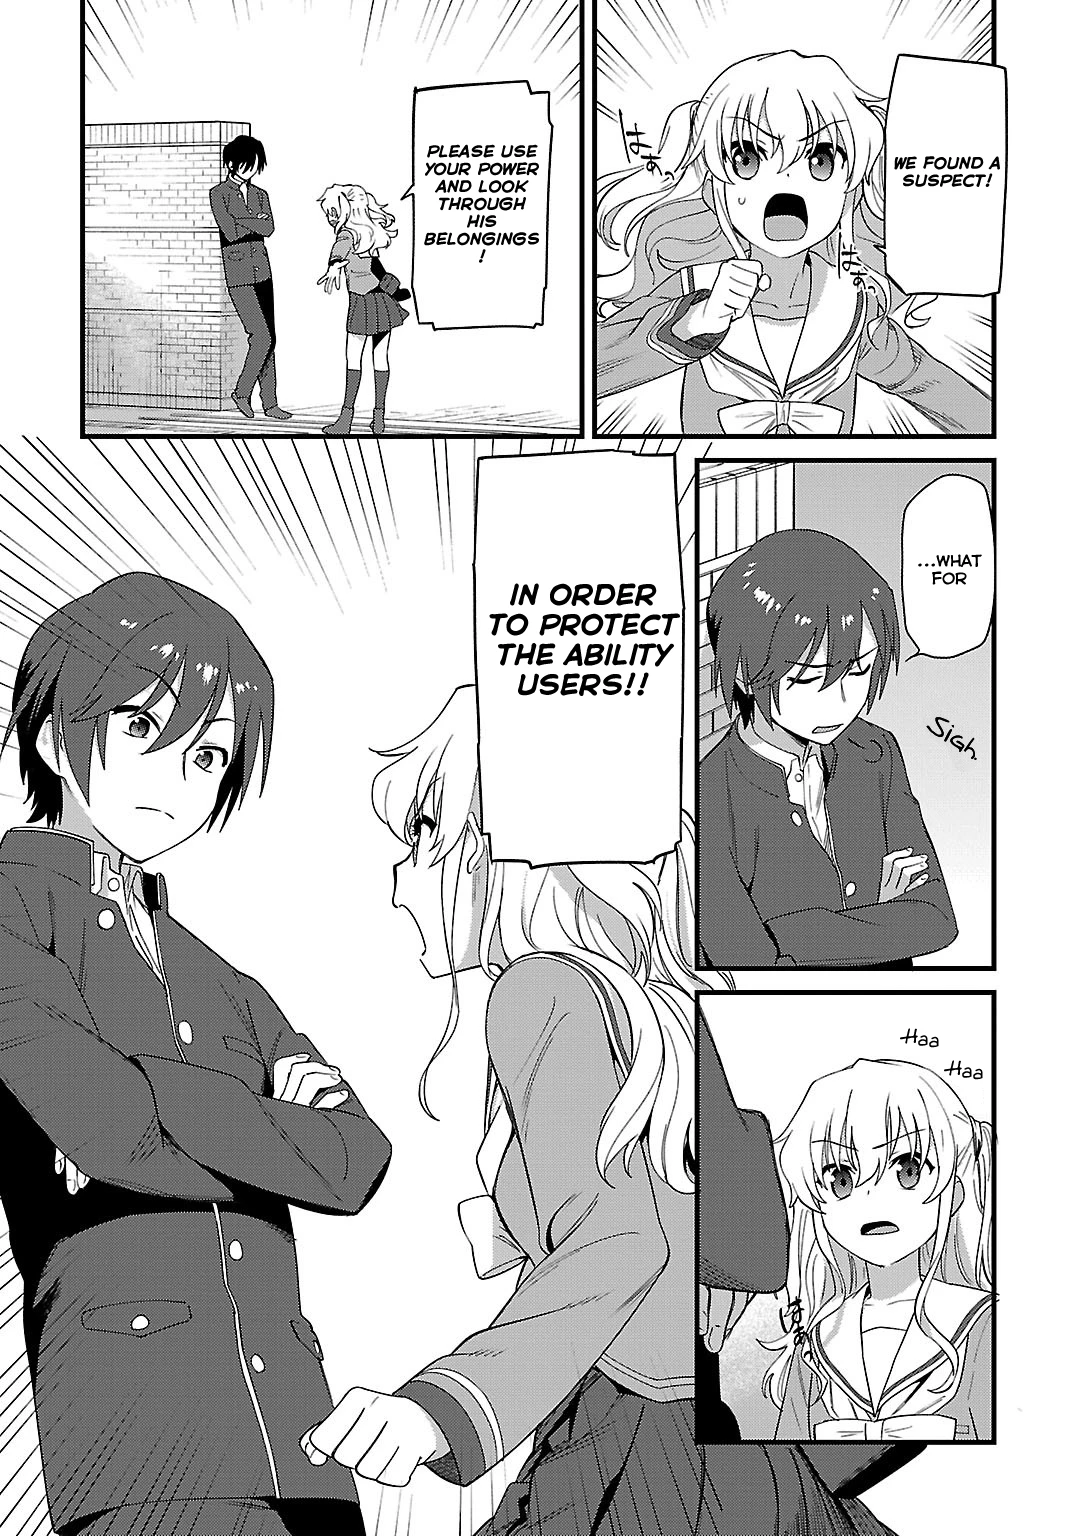 WE FOUND A
SUSPECT!
PLEASE USE
YOUR POWER
AND LOOK
THROUGH
HIS
BELONGINGS
!
...WHAT
FOR
Sigh
IN ORDER
TO PROTECT
THE ABILITY
USERS!!
Haa
Haa